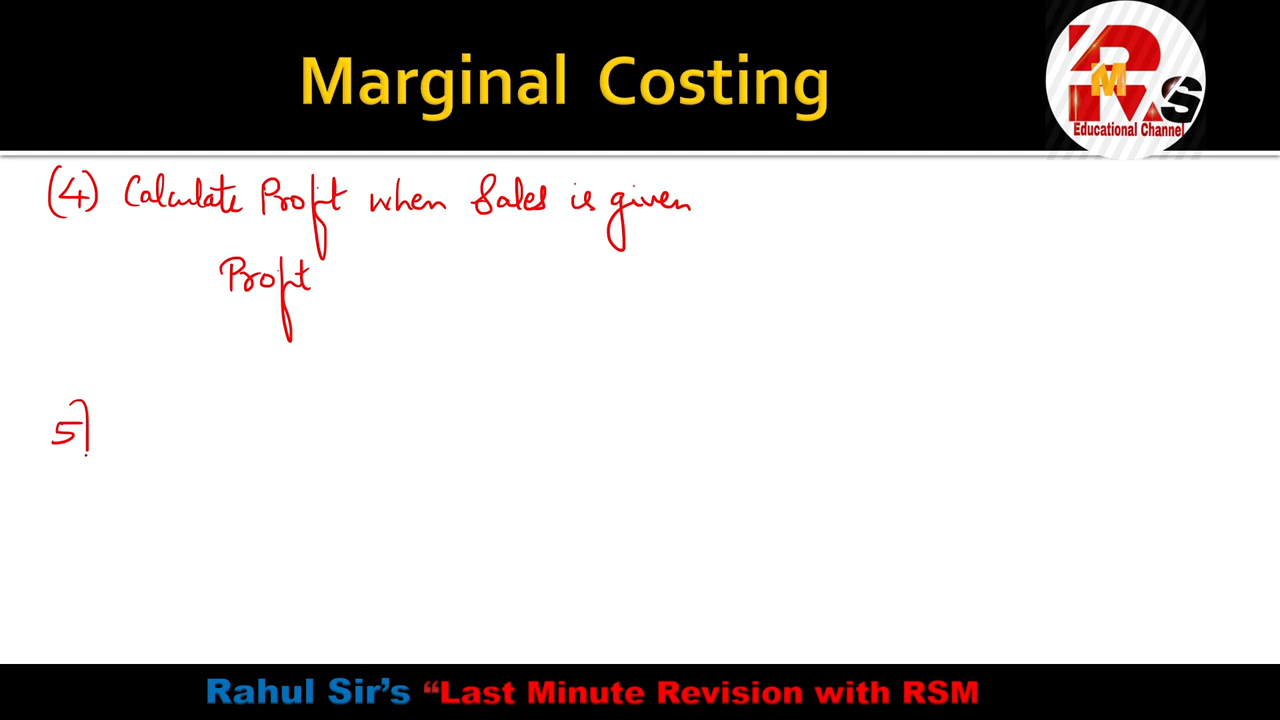 Marginal Costing
RMS
Educational Channel
(4) Calculate Profit when Sales is given
Profit
5)
Rahul Sir's "Last Minute Revision with RSM